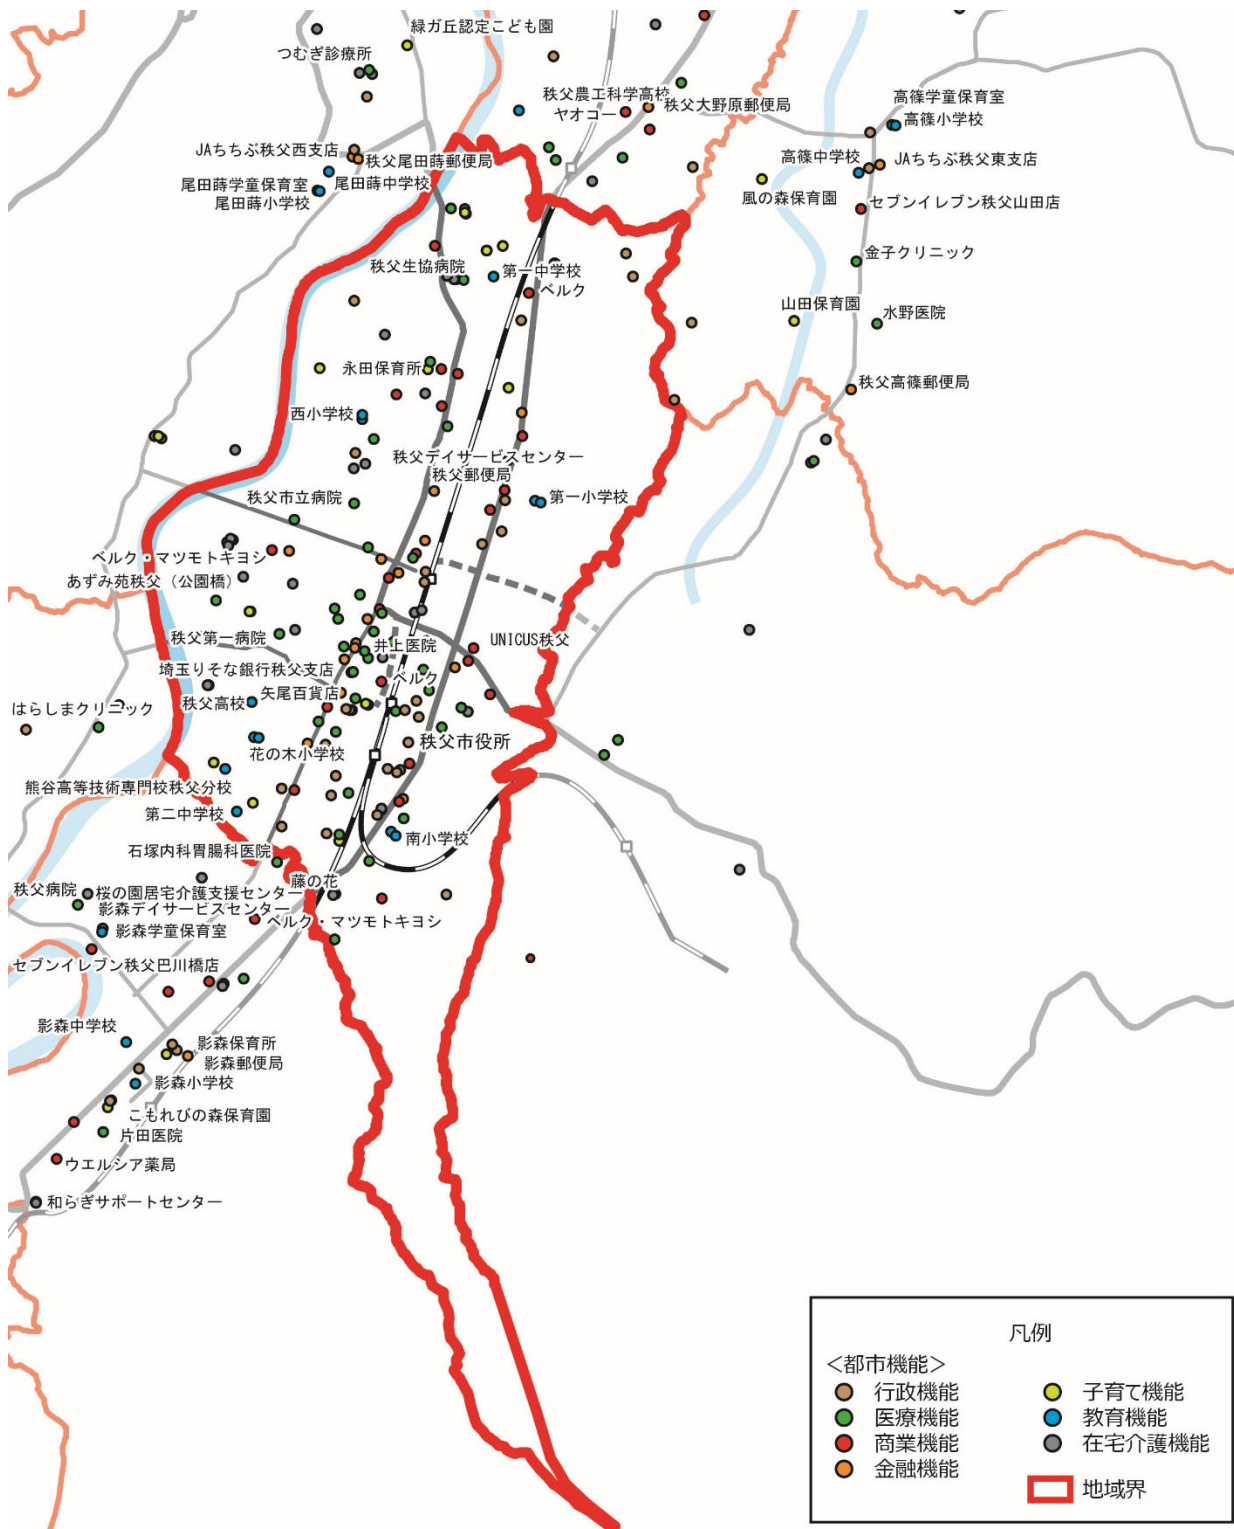 緑ガ丘認定こども園
つむぎ診療所
秩父農工科学高校
ヤオコー
秩父大野原郵便局
高篠学童保育室
高篠小学校
JAちちぶ秩父西支店
秩父尾田蒔郵便局
高篠中学校
JAちちぶ秩父東支店
尾田蒔学童保育室
尾田蒔中学校
尾田蒔小学校
風の森保育園
セブンイレブン秩父山田店
秩父生協病院
第一中学校
金子クリニック
ベルク
山田保育園
水野医院
永田保育所
秩父高篠郵便局
西小学校
秩父デイサービスセンター
秩父郵便局
秩父市立病院
第一小学校
ベルク・マツモトキヨシ
あずみ苑秩父（公園橋）
秩父第一病院
井上医院
UNICUS秩父
埼玉りそな銀行秩父支店
ベルク
秩父高校
矢尾百貨店
はらしまクリニック
花の木小学校
秩父市役所
熊谷高等技術専門校秩父分校
第二中学校
南小学校
石塚内科胃腸科医院
藤の花
秩父病院
桜の園居宅介護支援センター
影森デイサービスセンター
ベルク・マツモトキヨシ
影森学童保育室
セブンイレブン秩父巴川橋店
影森中学校
影森保育所
影森郵便局
影森小学校
こもれびの森保育園
片田医院
ウエルシア薬局
和らぎサポートセンター
凡例
＜都市機能＞
行政機能
子育て機能
医療機能
教育機能
商業機能
在宅介護機能
金融機能
地域界